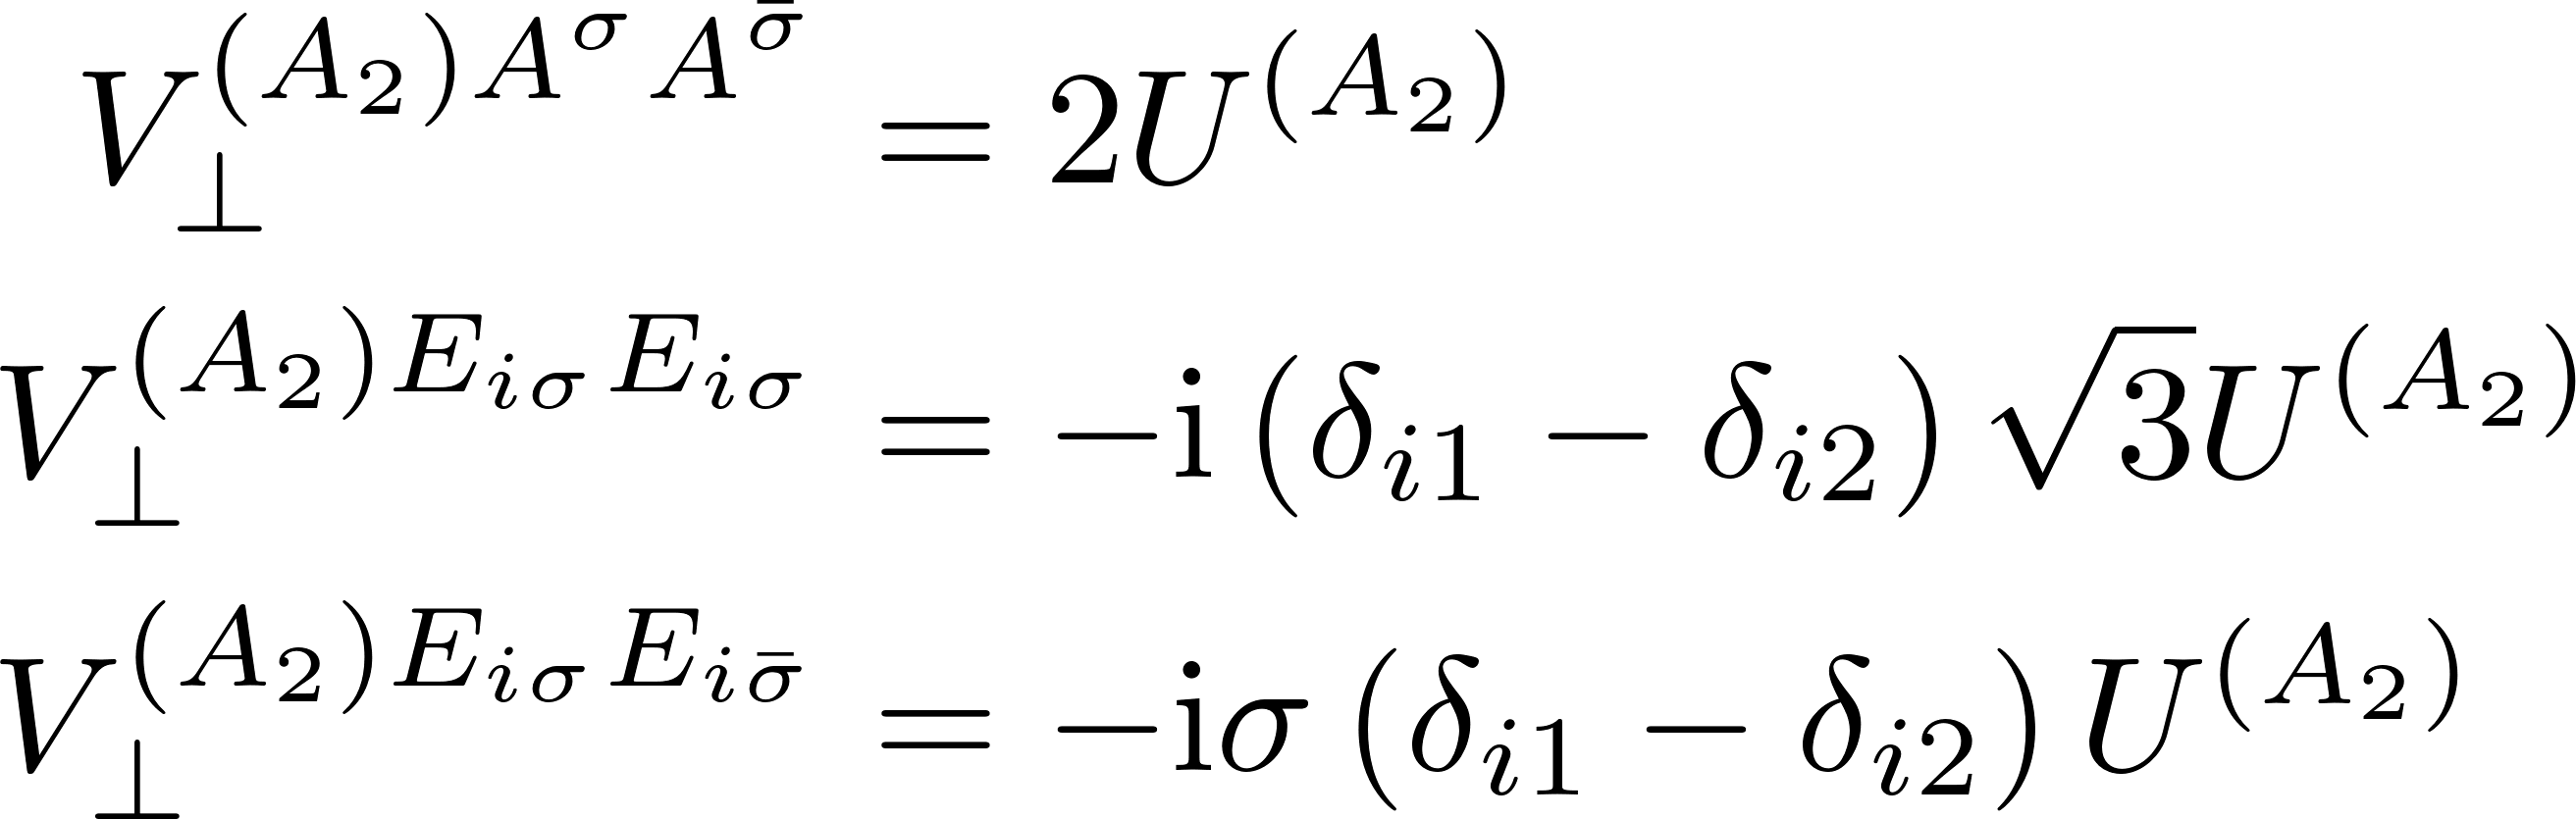 V_{\perp}^{(A_2)A^{\sigma}A^{\bar{\sigma}}} = 2U^{(A_2)}
V_{\perp}^{(A_2)E_{i\sigma}E_{i\sigma}} = -\mathrm{i}\left(\delta_{i1} - \delta_{i2}\right)\sqrt{3}U^{(A_2)}
V_{\perp}^{(A_2)E_{i\sigma}E_{i\bar{\sigma}}} = -\mathrm{i}\sigma\left(\delta_{i1} - \delta_{i2}\right)U^{(A_2)}